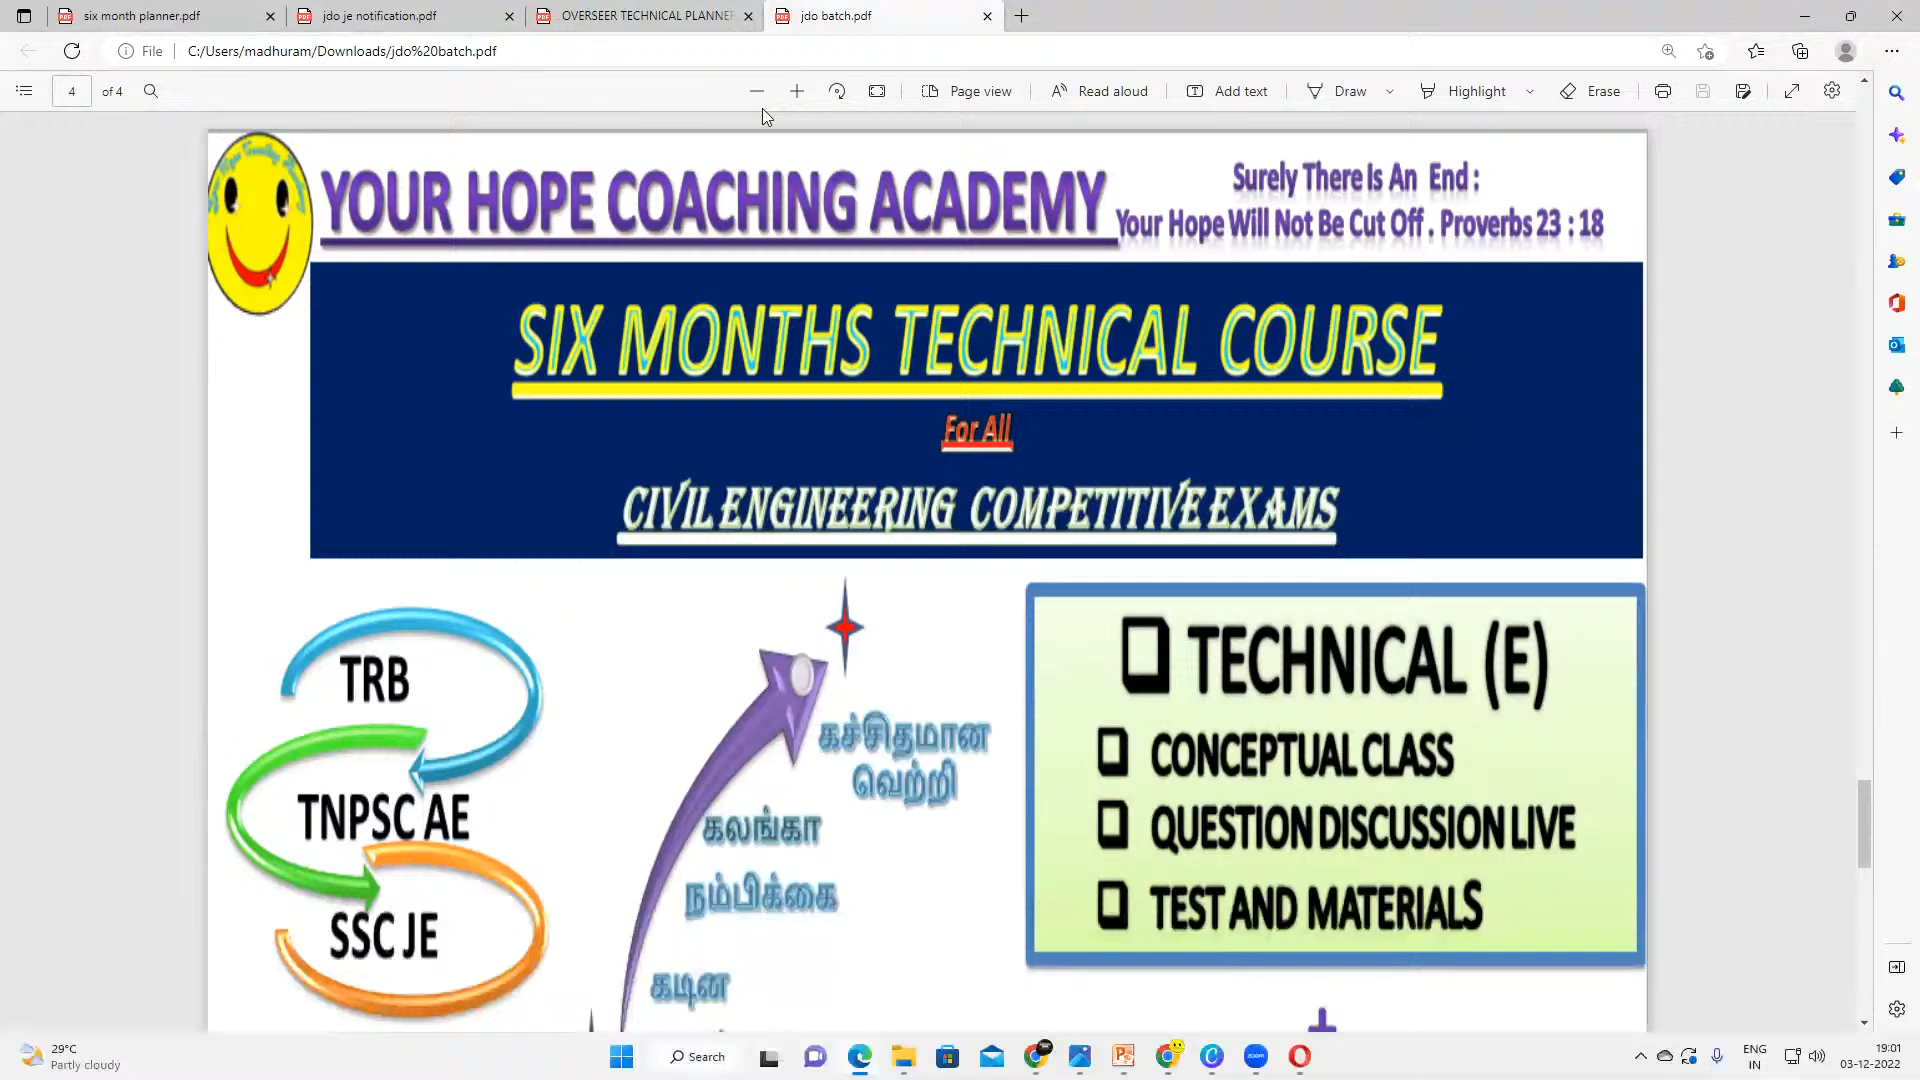 six month planner.pdf
jdo je notification.pdf
OVERSEER TECHNICAL PLANNER
jdo batch.pdf
File
C:/Users/madhuram/Downloads/jdo%20batch.pdf
4 of 4
Page view
Read aloud
Add text
Draw
Highlight
Erase
YOUR HOPE COACHING ACADEMY
Surely There Is An End :
Your Hope Will Not Be Cut Off . Proverbs 23 : 18
SIX MONTHS TECHNICAL COURSE
For All
CIVIL ENGINEERING COMPETITIVE EXAMS
TRB
TNPSC AE
SSC JE
கச்சிதமான
வெற்றி
கலங்கா
நம்பிக்கை
கடின
TECHNICAL (E)
CONCEPTUAL CLASS
QUESTION DISCUSSION LIVE
TEST AND MATERIALS
29°C
Partly cloudy
Search
zoom
ENG
IN
19:01
03-12-2022